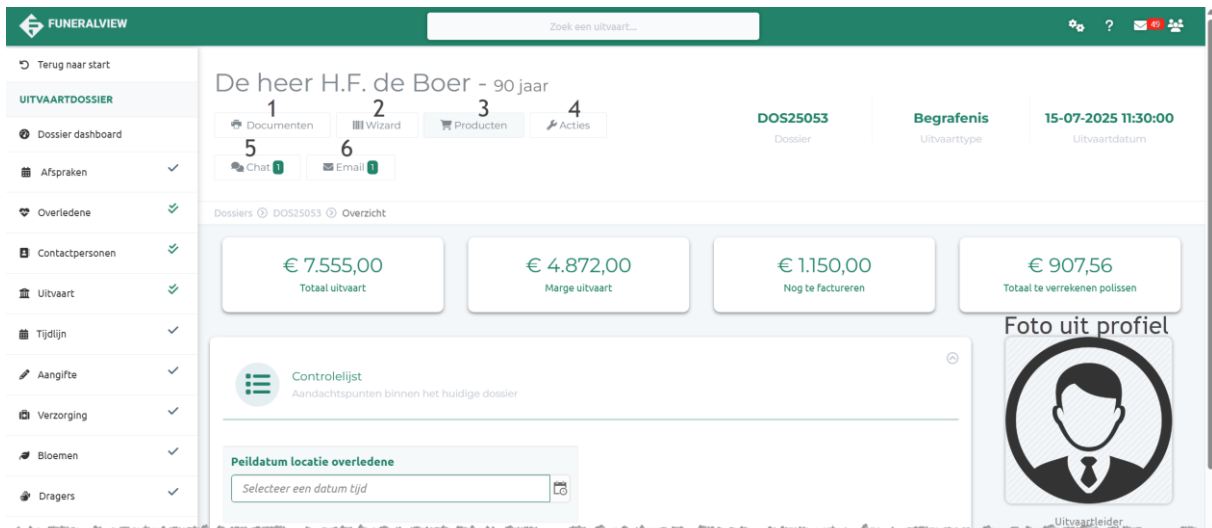 FUNERALVIEW
Zoek een uitvaart...
?
49
Terug naar start
UITVAARTDOSSIER
Dossier dashboard
Afspraken
Overledene
Contactpersonen
Uitvaart
Tijdlijn
Aangifte
Verzorging
Bloemen
Dragers
De heer H.F. de Boer - 90 jaar
1 2 3 4
Documenten Wizard Producten Acties
5 6
Chat 1 Email 1
DOS25053 Begrafenis 15-07-2025 11:30:00
Dossier Uitvaarttype Uitvaartdatum
Dossiers DOS25053 Overzicht
€ 7.555,00
Totaal uitvaart
€ 4.872,00
Marge uitvaart
€ 1.150,00
Nog te factureren
€ 907,56
Totaal te verrekenen polissen
Controlelijst
Aandachtspunten binnen het huidige dossier
Peildatum locatie overledene
Selecteer een datum tijd
Foto uit profiel
Uitvaartleider